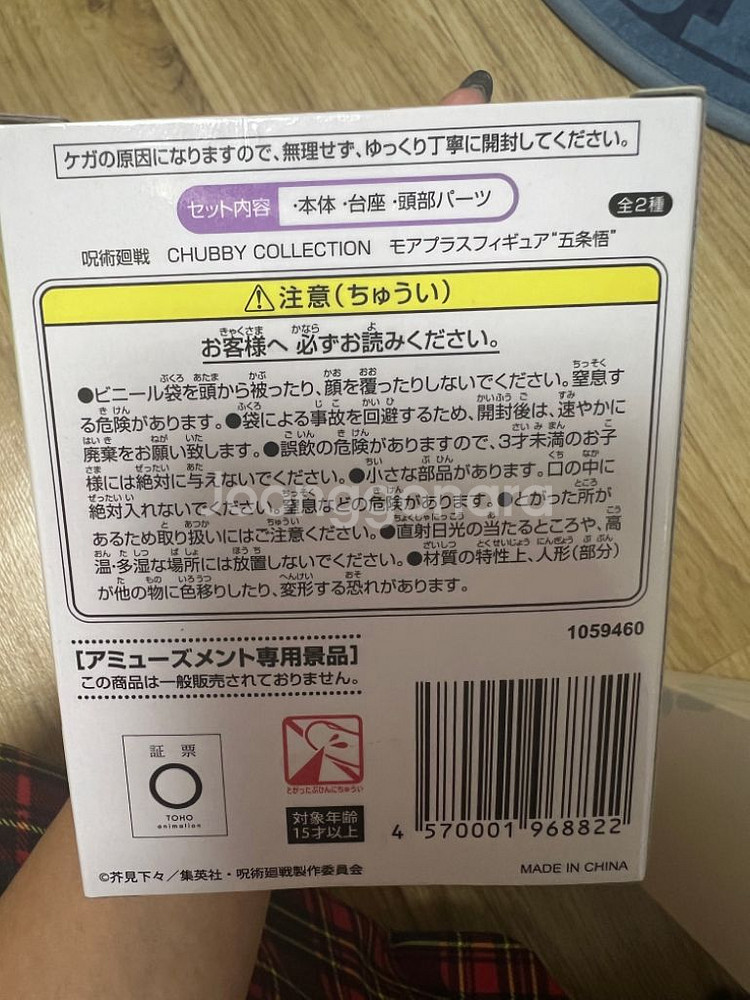 ケガの原因になりますので、無理せず、ゆっくり丁寧に開封してください。
セット内容 ・本体 ・台座 ・頭部パーツ
全2種
呪術廻戦 CHUBBY COLLECTION モアプラスフィギュア“五条悟”
⚠注意(ちゅうい)
お客様へ 必ずお読みください。
●ビニール袋を頭から被ったり、顔を覆ったりしないでください。窒息す
る危険があります。●袋による事故を回避するため、開封後は、速やかに
廃棄をお願い致します。●誤飲の危険がありますので、3才未満のお子
様には絶対に与えないでください。●小さな部品があります。口の中に
絶対入れないでください。窒息などの危険があります。●とがった所が
あるため取り扱いにはご注意ください。●直射日光の当たるところや、高
温・多湿な場所には放置しないでください。●材質の特性上、人形(部分)
が他の物に色移りしたり、変形する恐れがあります。
Joonggonara
1059460
[アミューズメント専用景品]
この商品は一般販売されておりません。
証 票
TOHO
animation
とがったぶひんにちゅうい
対象年齢
15才以上
4 570001 968822
©芥見下々/集英社・呪術廻戦製作委員会
MADE IN CHINA